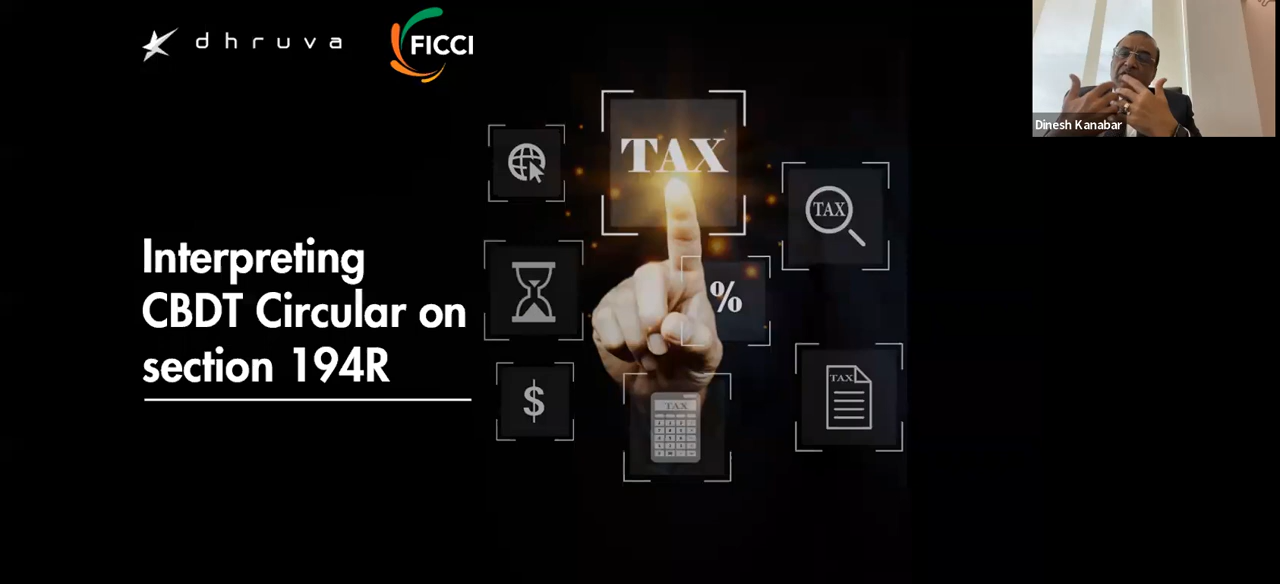 dhruva
FICCI
Dinesh Kanabar
TAX
TAX
Interpreting
CBDT Circular on
section 194R
%
$
TAX
TAX